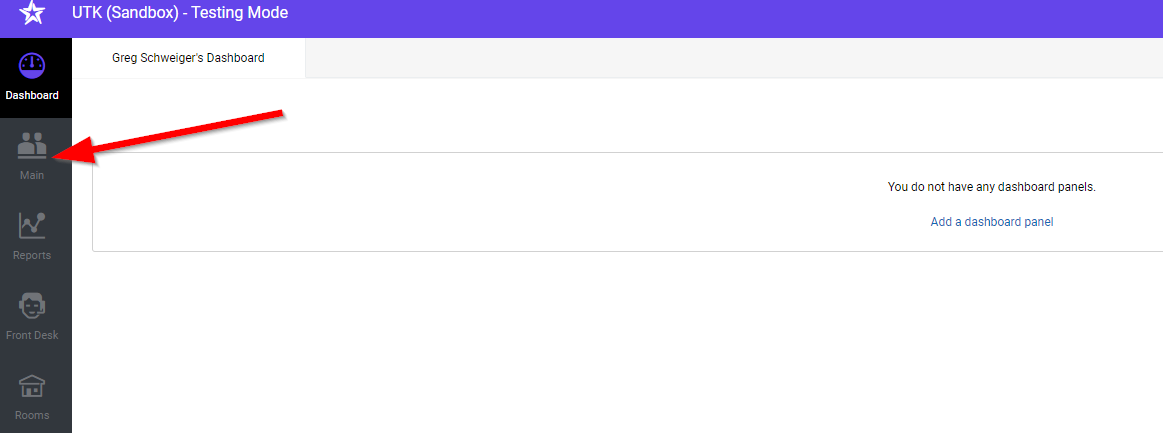 UTK (Sandbox) - Testing Mode
Greg Schweiger's Dashboard
Dashboard
Main
Reports
Front Desk
Rooms
You do not have any dashboard panels.
Add a dashboard panel